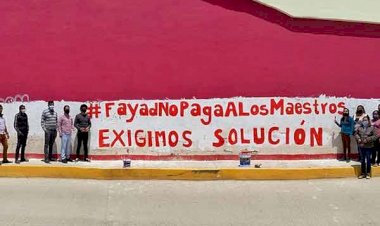 #FayadNoPagaALosMaestros
EXIGIMOS SOLUCIÓN